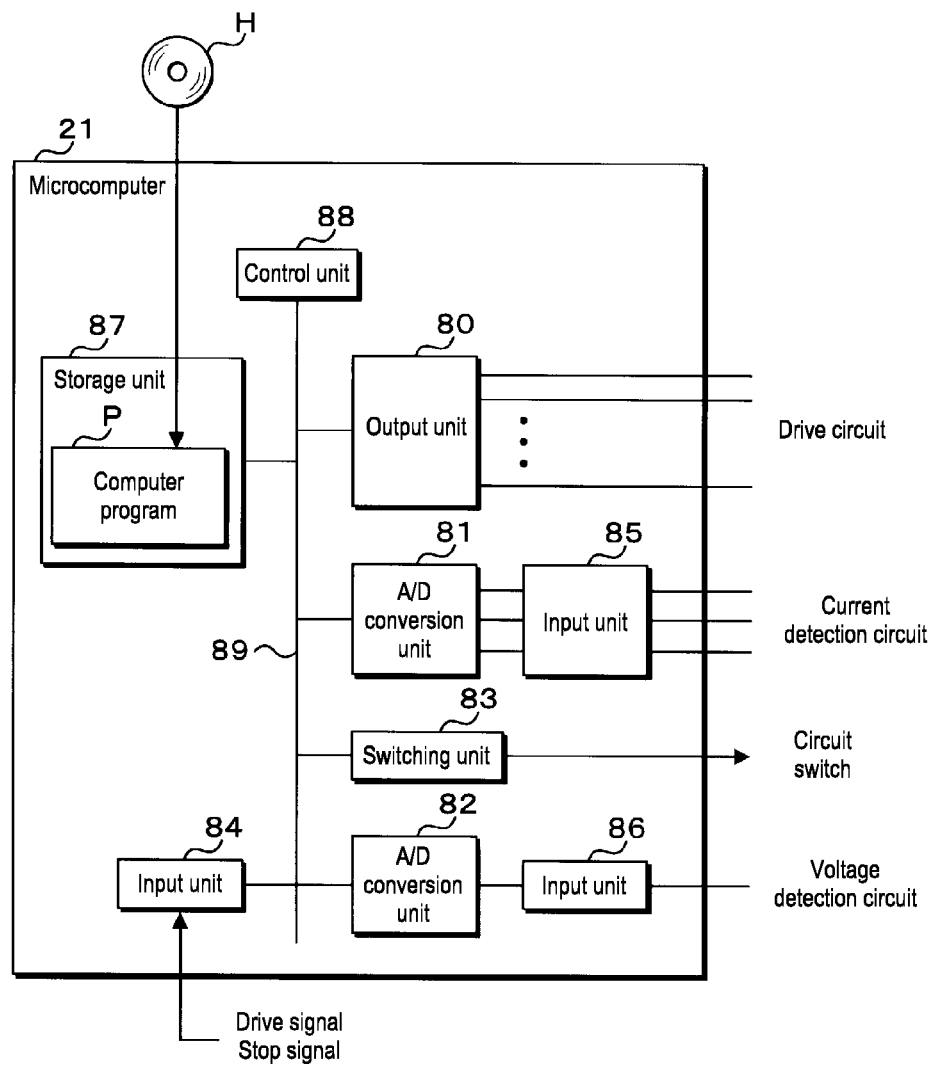 H
21
Microcomputer
88
Control unit
87
Storage unit
P
Computer
program
80
Output unit
Drive circuit
81
A/D
conversion
unit
85
Input unit
Current
detection circuit
89
83
Switching unit
Circuit
switch
84
Input unit
82
A/D
conversion
unit
86
Input unit
Voltage
detection circuit
Drive signal
Stop signal